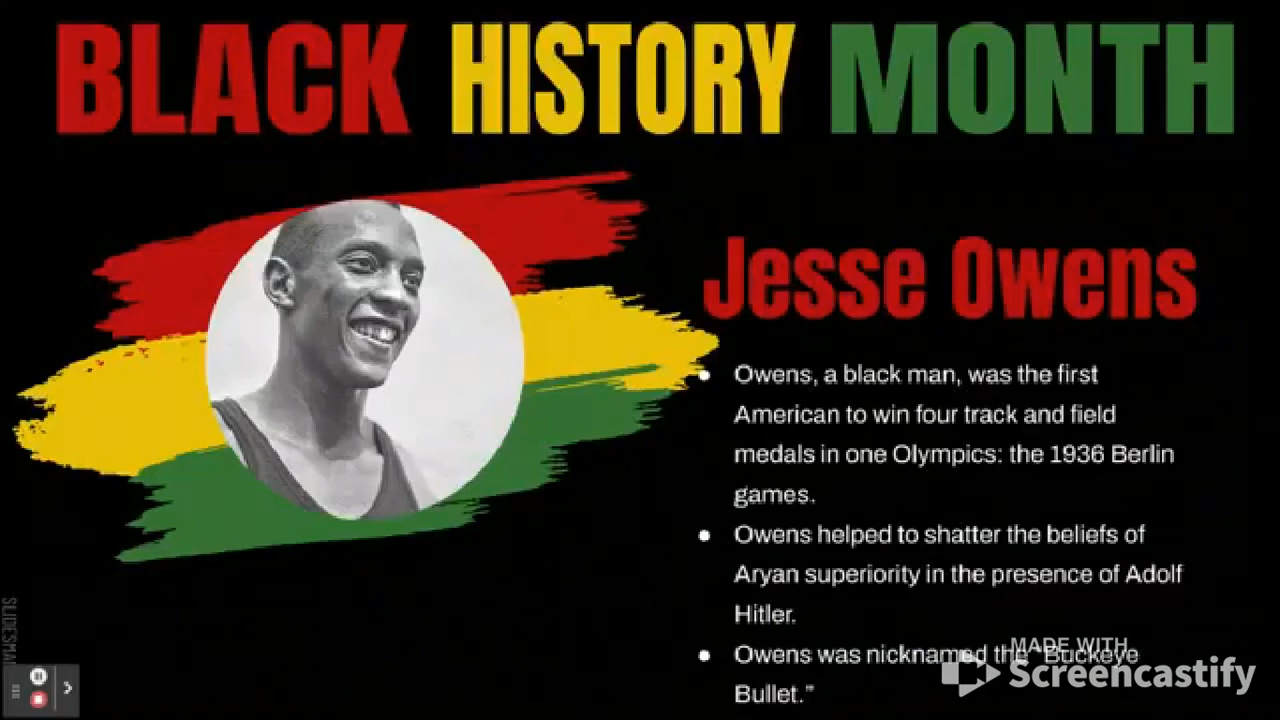 BLACK HISTORY MONTH
Jesse Owens
● Owens, a black man, was the first
American to win four track and field
medals in one Olympics: the 1936 Berlin
games.
● Owens helped to shatter the beliefs of
Aryan superiority in the presence of Adolf
Hitler.
● Owens was nicknamed the "Buckeye
Bullet."
MADE WITH
Screencastify